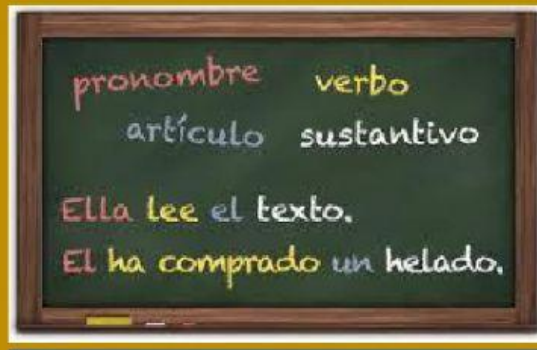 pronombre verbo
artículo sustantivo
Ella lee el texto.
El ha comprado un helado.